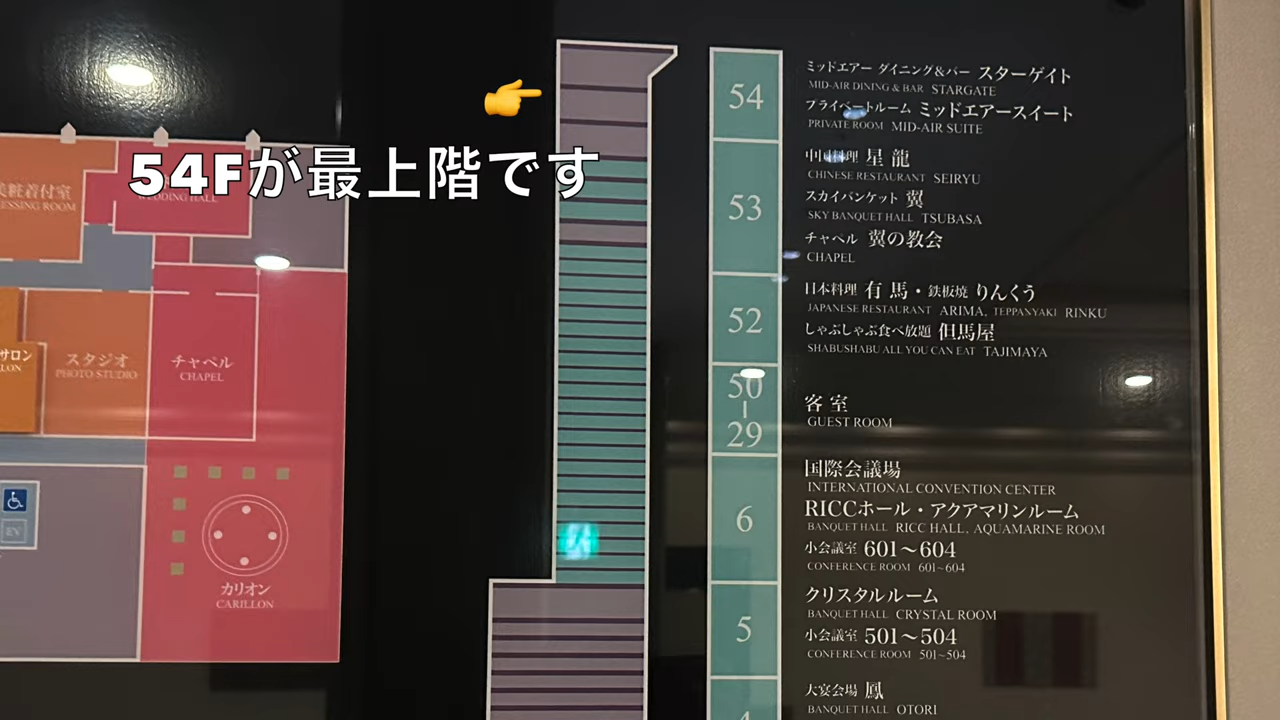 54Fが最上階です
美粧着付室
ESSING ROOM
WEDDING HALL
サロン
LON
スタジオ
PHOTO STUDIO
チャペル
CHAPEL
EV
カリオン
CARILLON
54
ミッドエアー ダイニング&バー スターゲイト
MID-AIR DINING & BAR STARGATE
プライベートルーム ミッドエアースイート
PRIVATE ROOM MID-AIR SUITE
53
中国料理 星龍
CHINESE RESTAURANT SEIRYU
スカイバンケット 翼
SKY BANQUET HALL TSUBASA
チャペル 翼の教会
CHAPEL
52
日本料理 有馬・鉄板焼 りんくう
JAPANESE RESTAURANT ARIMA, TEPPANYAKI RINKU
しゃぶしゃぶ食べ放題 但馬屋
SHABUSHABU ALL YOU CAN EAT TAJIMAYA
50
|
29
客室
GUEST ROOM
6
国際会議場
INTERNATIONAL CONVENTION CENTER
RICCホール・アクアマリンルーム
BANQUET HALL RICC HALL, AQUAMARINE ROOM
小会議室 601～604
CONFERENCE ROOM 601~604
5
クリスタルルーム
BANQUET HALL CRYSTAL ROOM
小会議室 501～504
CONFERENCE ROOM 501~504
4
大宴会場 鳳
BANQUET HALL OTORI